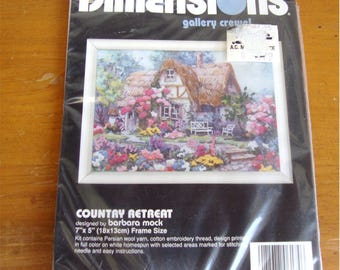 DIMENSIONS
gallery crewel
COUNTRY RETREAT
designed by barbara mock
7" x 5" (18x13cm) Frame Size
Kit contains Persian wool yarn, cotton embroidery thread, design printed
in full color on white homespun with selected areas marked for stitch
needle and easy instructions.